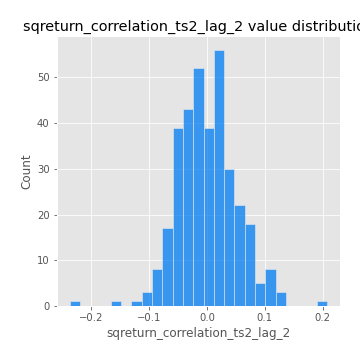 sqreturn_correlation_ts2_lag_2 value distributio
50
40
30
20
10
0
Count
−0.2 −0.1 0.0 0.1 0.2
sqreturn_correlation_ts2_lag_2